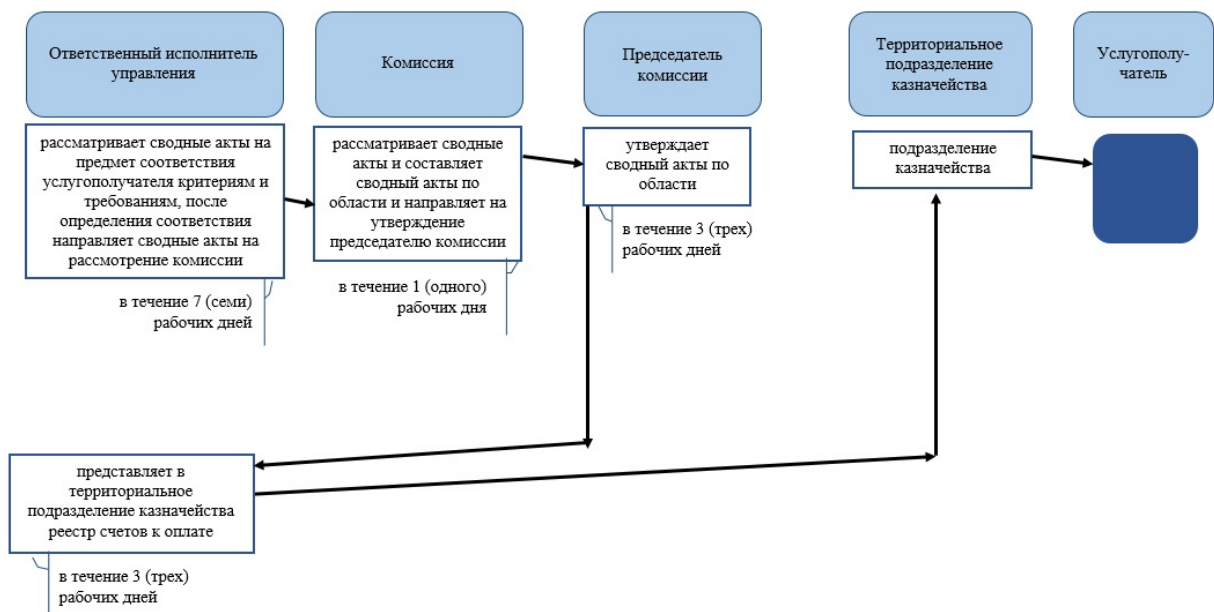 Ответственный исполнитель
управления
Комиссия
Председатель
комиссии
Территориальное
подразделение
казначейства
Услугополу-
чатель
рассматривает сводные акты на
предмет соответствия
услугополучателя критериям и
требованиям, после
определения соответствия
направляет сводные акты на
рассмотрение комиссии
в течение 7 (семи)
рабочих дней
рассматривает сводные
акты и составляет
сводный акты по
области и направляет на
утверждение
председателю комиссии
в течение 1 (одного)
рабочих дня
утверждает
сводный акты по
области
в течение 3 (трех)
рабочих дней
подразделение
казначейства
представляет в
территориальное
подразделение казначейства
реестр счетов к оплате
в течение 3 (трех)
рабочих дней